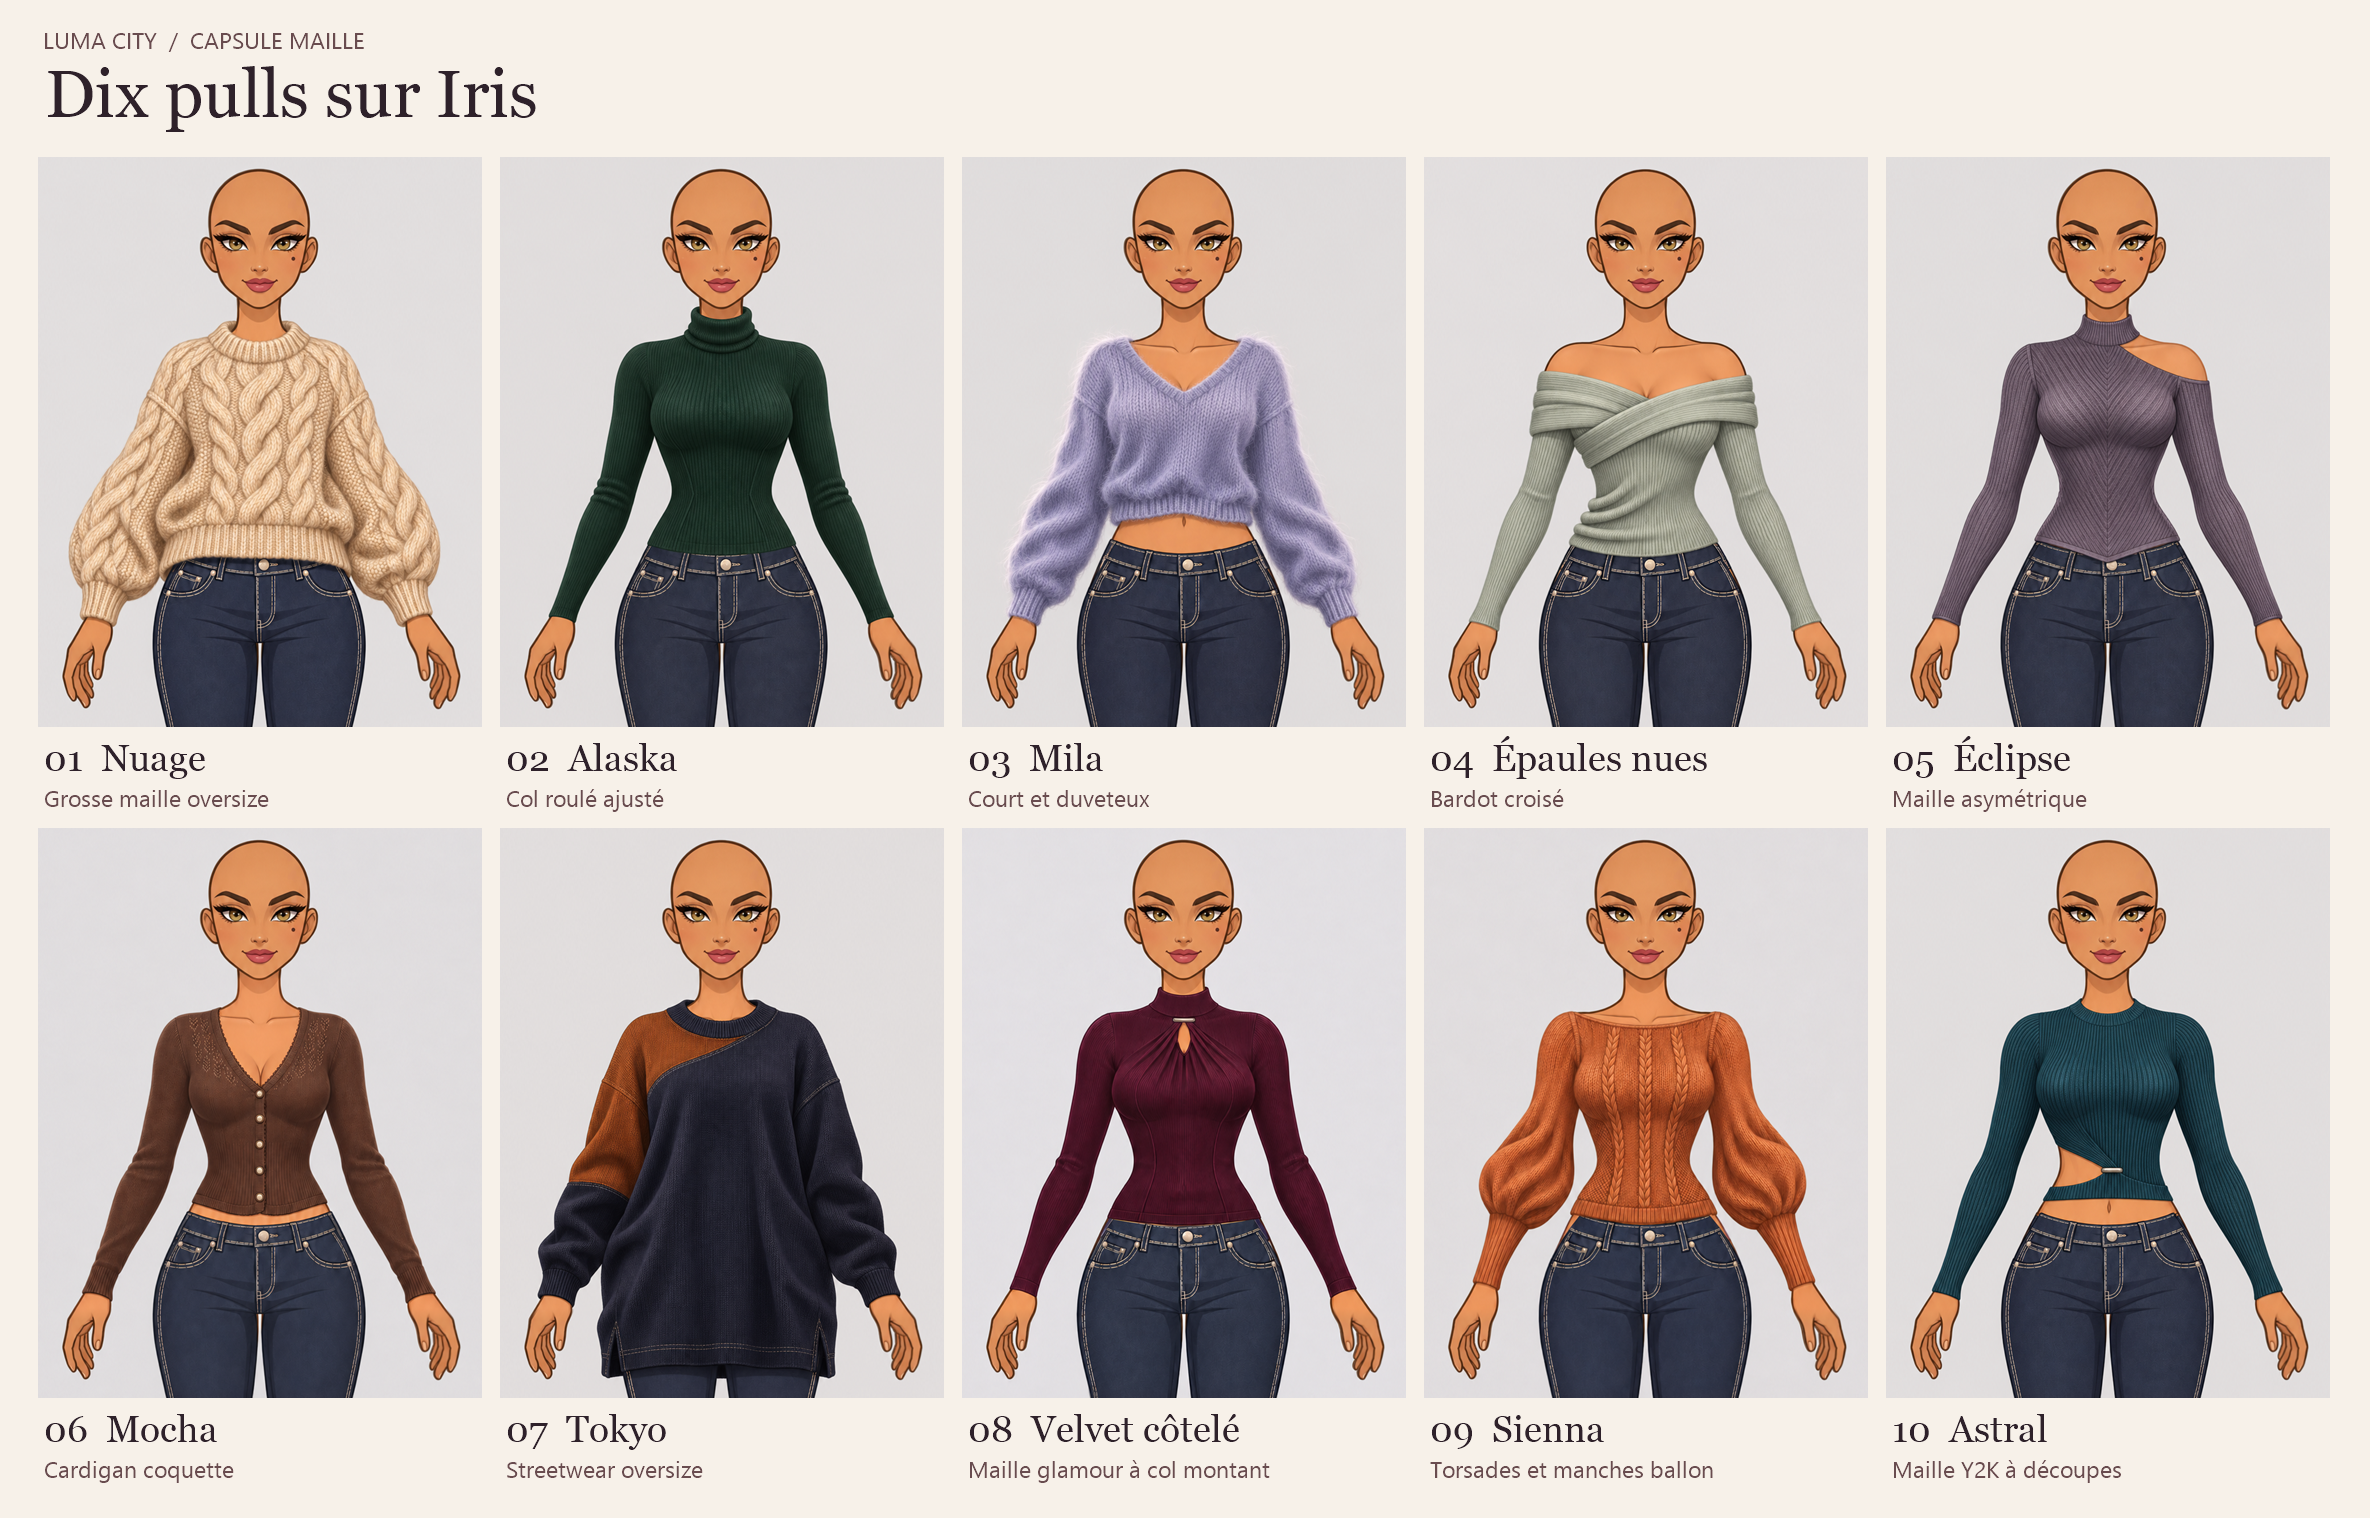 LUMA CITY / CAPSULE MAILLE
Dix pulls sur Iris
01 Nuage
Grosse maille oversize
02 Alaska
Col roulé ajusté
03 Mila
Court et duveteux
04 Épaules nues
Bardot croisé
05 Éclipse
Maille asymétrique
06 Mocha
Cardigan coquette
07 Tokyo
Streetwear oversize
08 Velvet côtelé
Maille glamour à col montant
09 Sienna
Torsades et manches ballon
10 Astral
Maille Y2K à découpes